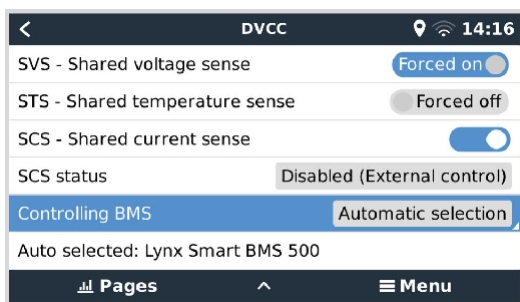 DVCC 14:16
SVS - Shared voltage sense Forced on
STS - Shared temperature sense Forced off
SCS - Shared current sense
SCS status Disabled (External control)
Controlling BMS Automatic selection
Auto selected: Lynx Smart BMS 500
Pages Menu